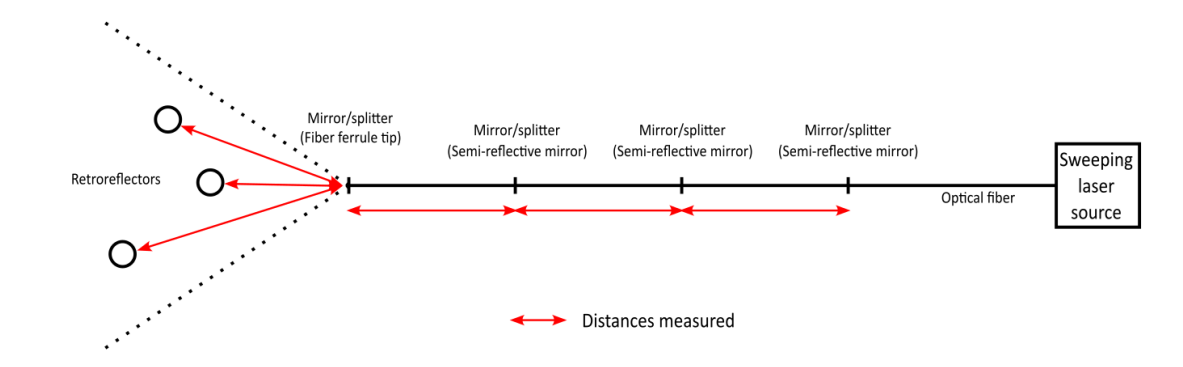 Mirror/splitter
(Fiber ferrule tip)
Mirror/splitter
(Semi-reflective mirror)
Mirror/splitter
(Semi-reflective mirror)
Mirror/splitter
(Semi-reflective mirror)
Retroreflectors
Optical fiber
Sweeping
laser
source
Distances measured